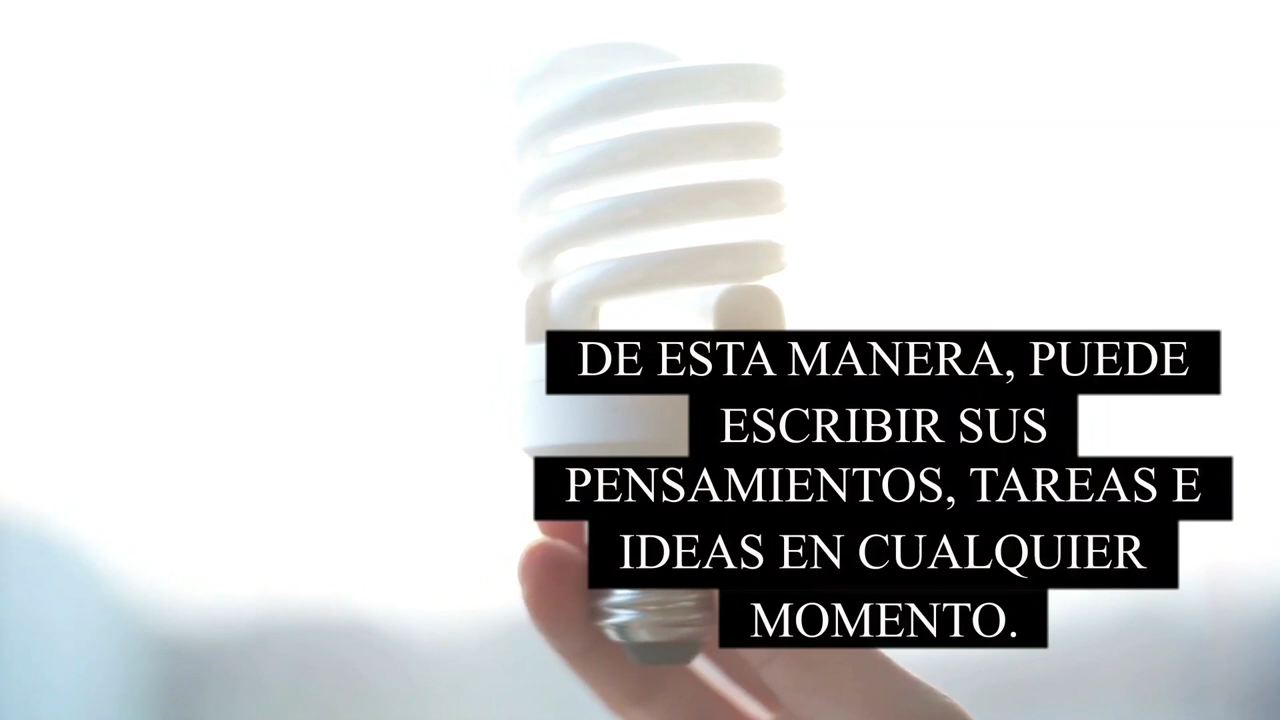 DE ESTA MANERA, PUEDE
ESCRIBIR SUS
PENSAMIENTOS, TAREAS E
IDEAS EN CUALQUIER
MOMENTO.